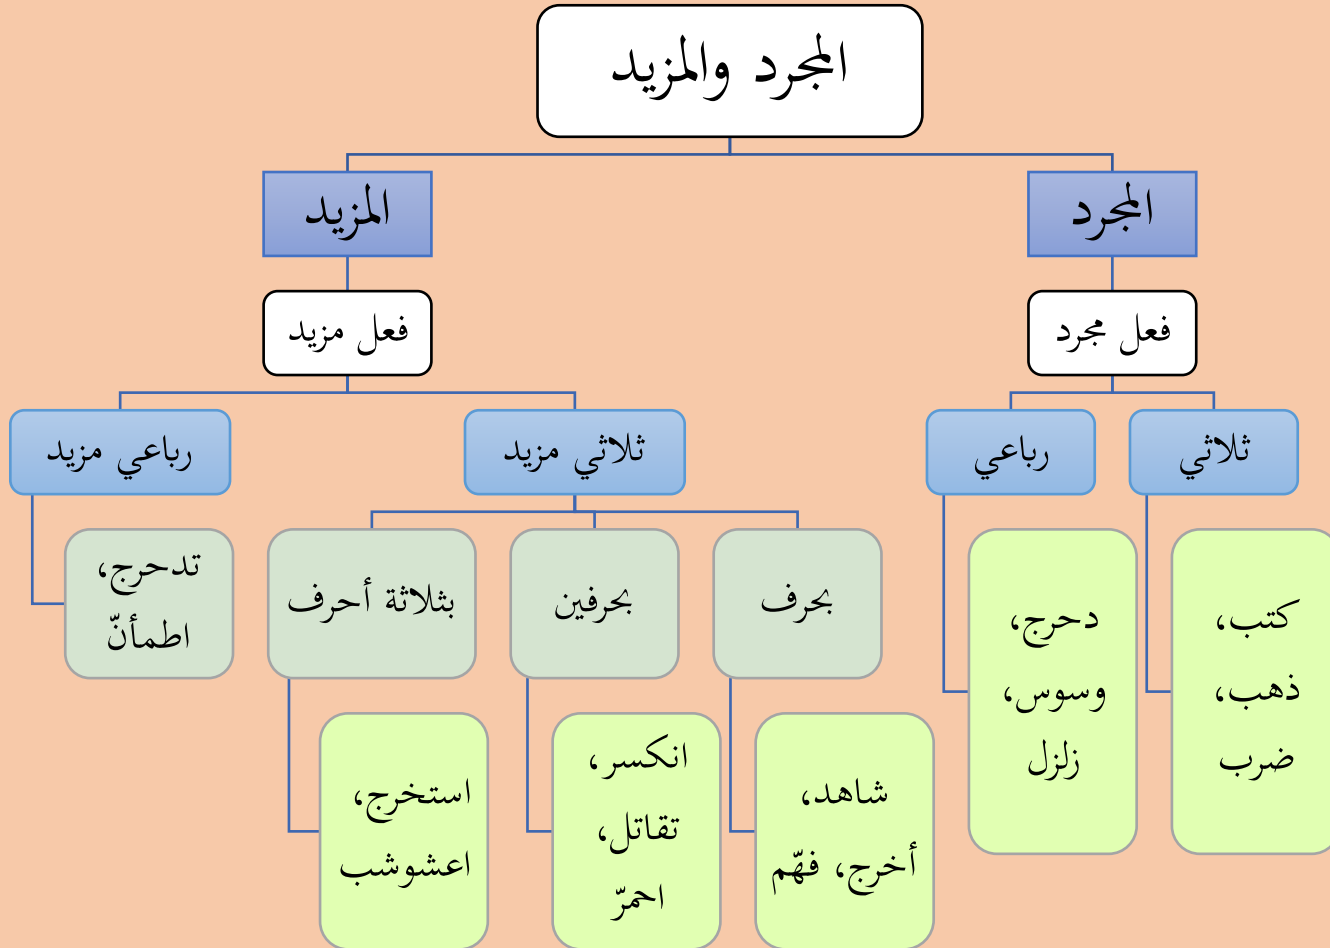 المجرد والمزيد
المجرد
المزيد
فعل مجرد
فعل مزيد
ثلاثي
رباعي
ثلاثي مزيد
رباعي مزيد
كتب،
ذهب،
ضرب
دحرج،
وسوس،
زلزل
بحرف
بحرفين
بثلاثة أحرف
تدحرج،
اطمأنّ
شاهد،
أخرج، فهّم
انكسر،
تقاتل،
احمرّ
استخرج،
اعشوشب